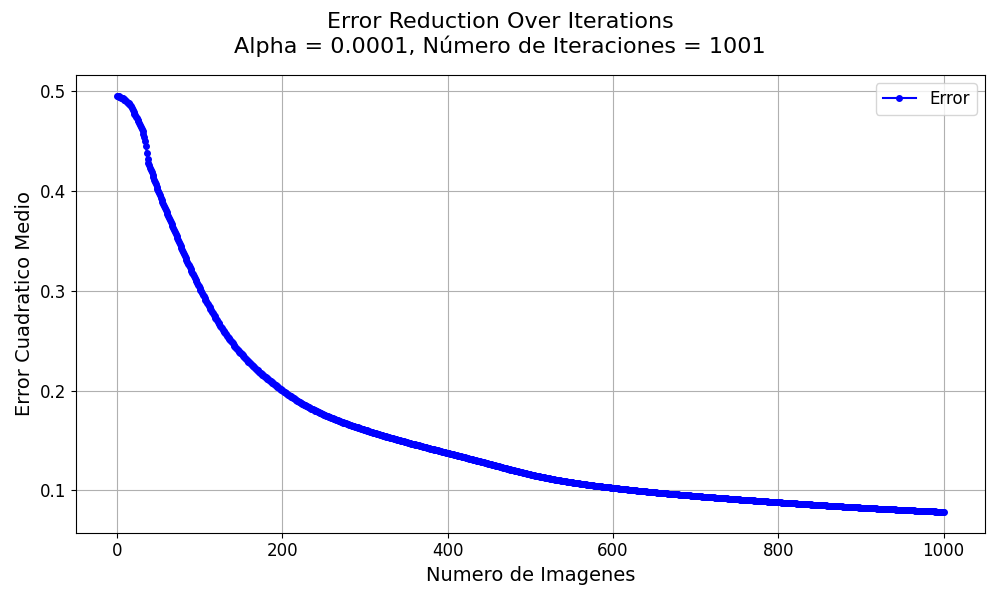 Error Reduction Over Iterations
Alpha = 0.0001, Número de Iteraciones = 1001
Error
Error Cuadratico Medio
0.5
0.4
0.3
0.2
0.1
0 200 400 600 800 1000
Numero de Imagenes